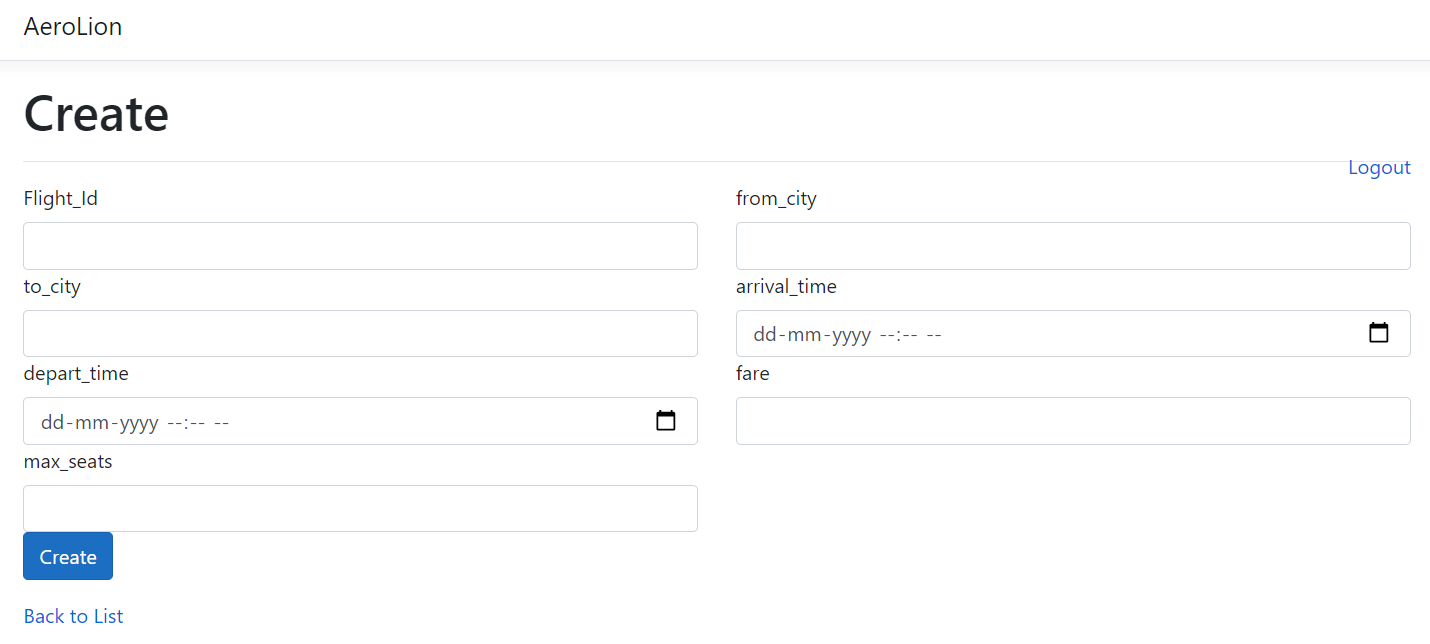 AeroLion
Create
Logout
Flight_Id
from_city
to_city
arrival_time
dd-mm-yyyy --:-- --
depart_time
fare
dd-mm-yyyy --:-- --
max_seats
Create
Back to List